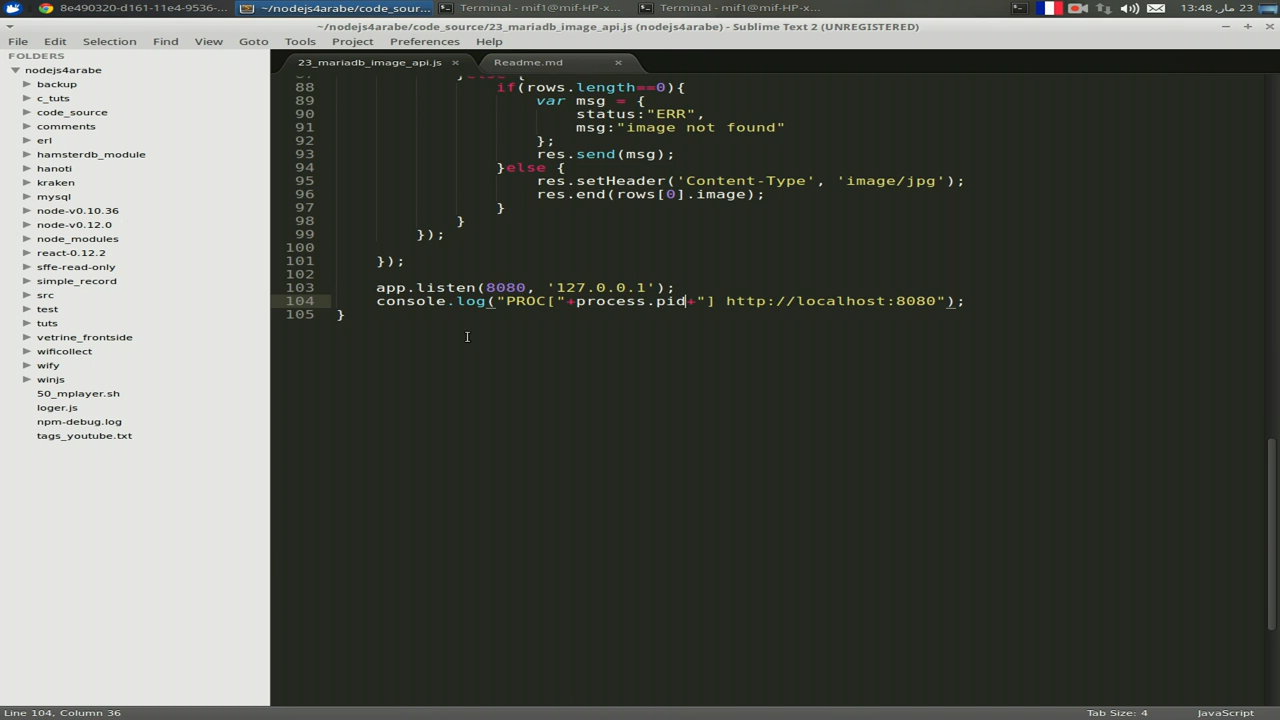 8e490320-d161-11e4-9536-...
~/nodejs4arabe/code_sour...
Terminal - mif1@mif-HP-x...
Terminal - mif1@mif-HP-x...
23 مار, 13:48
~/nodejs4arabe/code_source/23_mariadb_image_api.js (nodejs4arabe) - Sublime Text 2 (UNREGISTERED)
File Edit Selection Find View Goto Tools Project Preferences Help
FOLDERS
nodejs4arabe
backup
c_tuts
code_source
comments
erl
hamsterdb_module
hanoti
kraken
mysql
node-v0.10.36
node-v0.12.0
node_modules
react-0.12.2
sffe-read-only
simple_record
src
test
tuts
vetrine_frontside
wificollect
wify
winjs
50_mplayer.sh
loger.js
npm-debug.log
tags_youtube.txt
23_mariadb_image_api.js × Readme.md ×
87 }else {
88 if(rows.length==0){
89 var msg = {
90 status:"ERR",
91 msg:"image not found"
92 };
93 res.send(msg);
94 }else {
95 res.setHeader('Content-Type', 'image/jpg');
96 res.end(rows[0].image);
97 }
98 }
99 });
100
101 });
102
103 app.listen(8080, '127.0.0.1');
104 console.log("PROC["+process.pid+"] http://localhost:8080");
105 }
Line 104, Column 36
Tab Size: 4
JavaScript